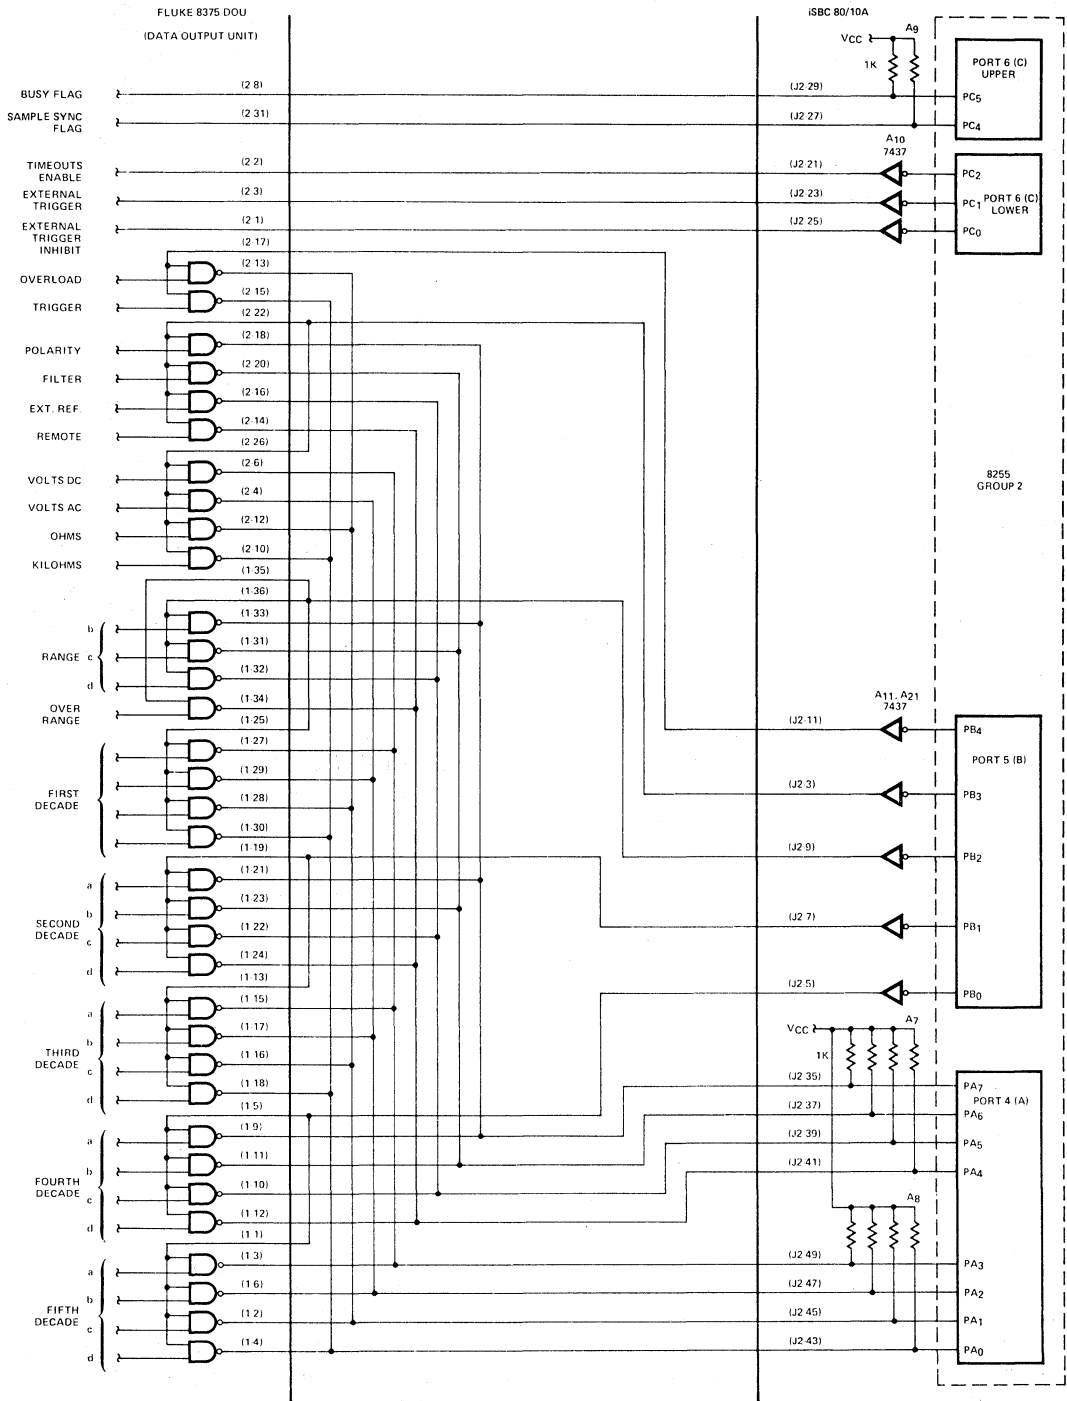 FLUKE 8375 DOU
(DATA OUTPUT UNIT)
iSBC 80/10A
VCC
A9
1K
PORT 6 (C)
UPPER
BUSY FLAG
(2 8)
(J2 29)
PC5
SAMPLE SYNC
FLAG
(2 31)
(J2 27)
PC4
A10
7437
TIMEOUTS
ENABLE
(2 2)
(J2 21)
PC2
EXTERNAL
TRIGGER
(2 3)
(J2 23)
PC1
PORT 6 (C)
LOWER
EXTERNAL
TRIGGER
INHIBIT
(2 1)
(J2 25)
PC0
(2-17)
OVERLOAD
(2 13)
TRIGGER
(2 15)
(2 22)
POLARITY
(2-18)
FILTER
(2 20)
EXT. REF.
(2-16)
REMOTE
(2-14)
(2 26)
VOLTS DC
(2-6)
VOLTS AC
(2-4)
OHMS
(2-12)
KILOHMS
(2-10)
8255
GROUP 2
(1-35)
(1-36)
RANGE
b
(1-33)
c
(1-31)
d
(1-32)
OVER
RANGE
(1-34)
(1-25)
FIRST
DECADE
(1-27)
(1 29)
(1 28)
(1-30)
(1-19)
A11, A21
7437
(J2-11)
PB4
PORT 5 (B)
(J2-3)
PB3
(J2 9)
PB2
(J2 7)
PB1
(J2 5)
PB0
SECOND
DECADE
a
(1-21)
b
(1 23)
c
(1 22)
d
(1 24)
(1-13)
THIRD
DECADE
a
(1 15)
b
(1-17)
c
(1 16)
d
(1 18)
(1 5)
VCC
A7
1K
(J2 35)
PA7
PORT 4 (A)
(J2 37)
PA6
(J2 39)
PA5
(J2-41)
PA4
FOURTH
DECADE
a
(1-9)
b
(1 11)
c
(1 10)
d
(1 12)
(1 1)
A8
FIFTH
DECADE
a
(1 3)
(J2 49)
PA3
b
(1 6)
(J2 47)
PA2
c
(1 2)
(J2 45)
PA1
d
(1-4)
(J2-43)
PA0